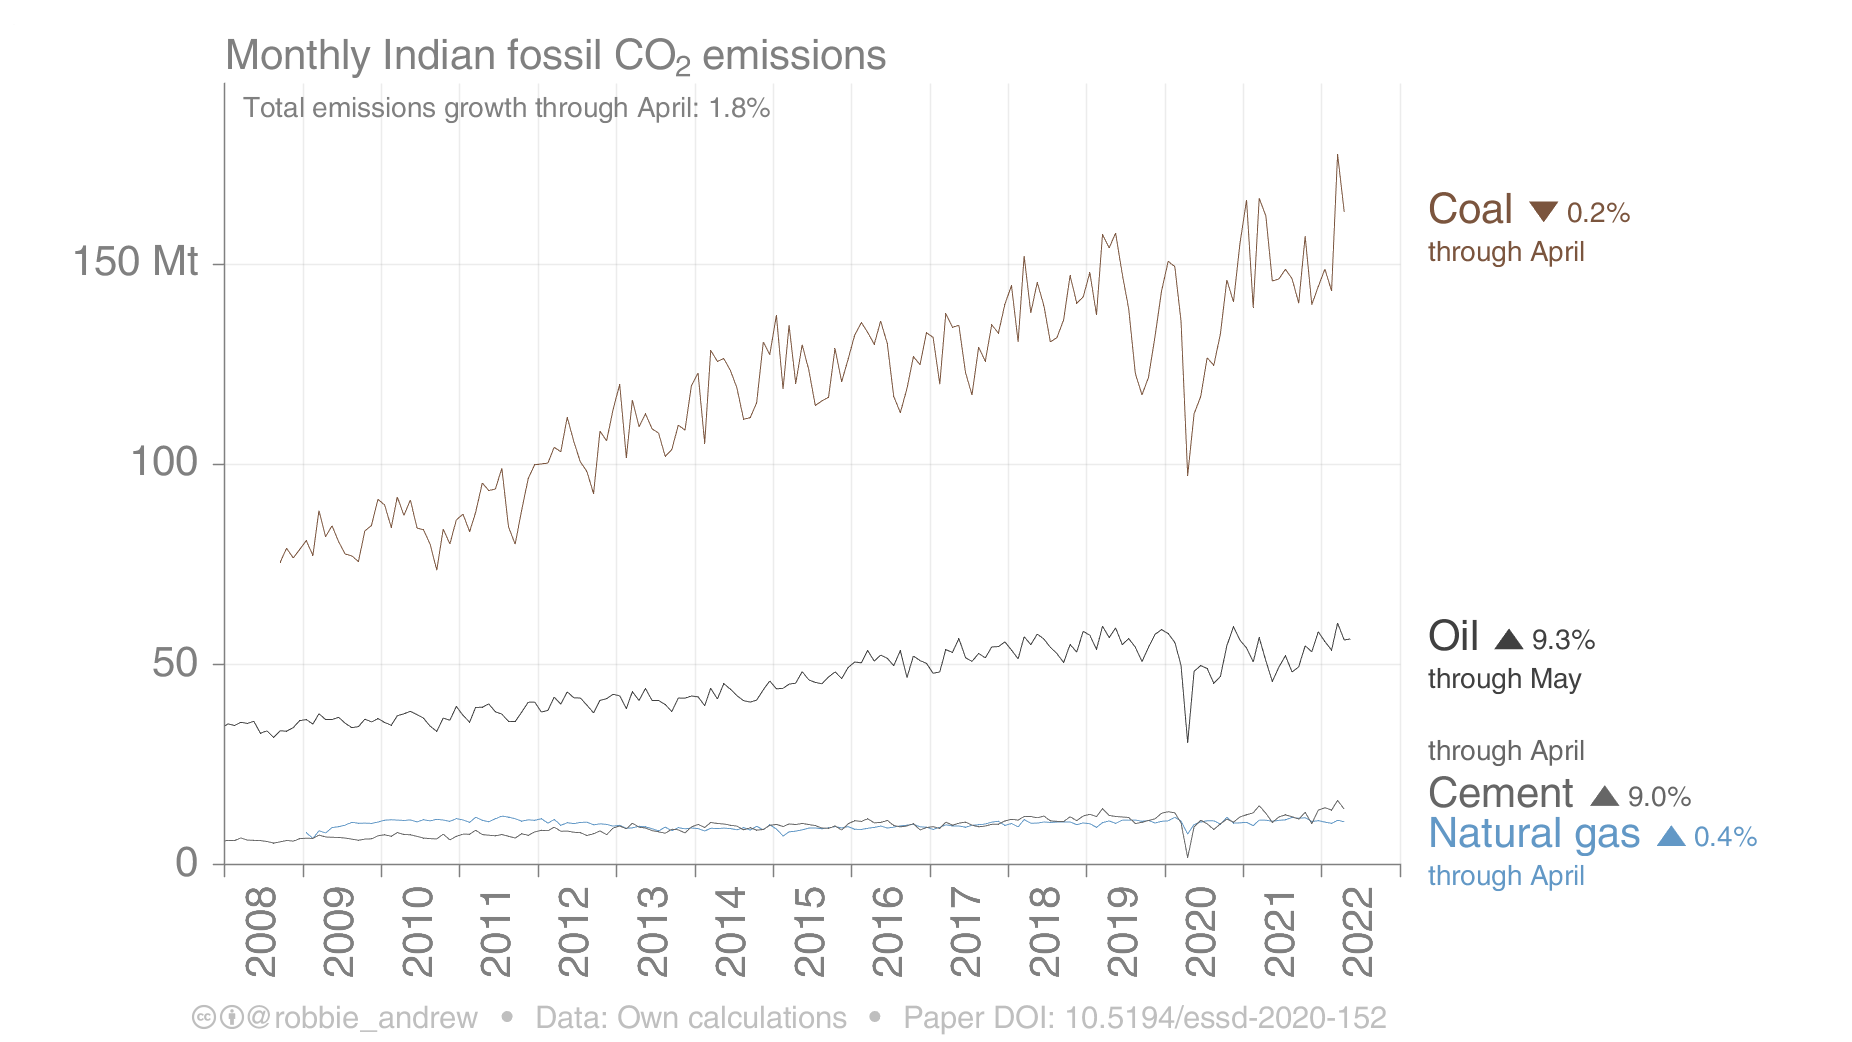 Monthly Indian fossil CO₂ emissions
Total emissions growth through April: 1.8%
150 Mt
100
50
0
2008
2009
2010
2011
2012
2013
2014
2015
2016
2017
2018
2019
2020
2021
2022
Coal ▼ 0.2%
through April
Oil ▲ 9.3%
through May
through April
Cement ▲ 9.0%
Natural gas ▲ 0.4%
through April
@robbie_andrew • Data: Own calculations • Paper DOI: 10.5194/essd-2020-152